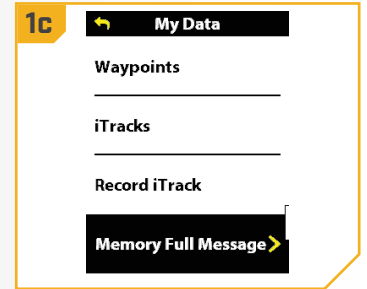 1c
My Data
Waypoints
iTracks
Record iTrack
Memory Full Message